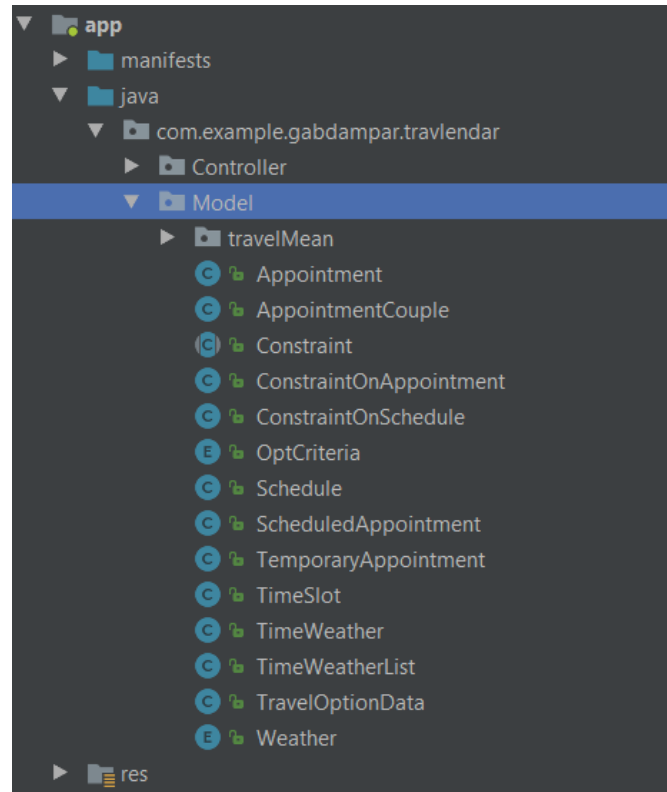 app
manifests
java
com.example.gabdampar.travlendar
Controller
Model
travelMean
C Appointment
C AppointmentCouple
C Constraint
C ConstraintOnAppointment
C ConstraintOnSchedule
E OptCriteria
C Schedule
C ScheduledAppointment
C TemporaryAppointment
C TimeSlot
C TimeWeather
C TimeWeatherList
C TravelOptionData
E Weather
res